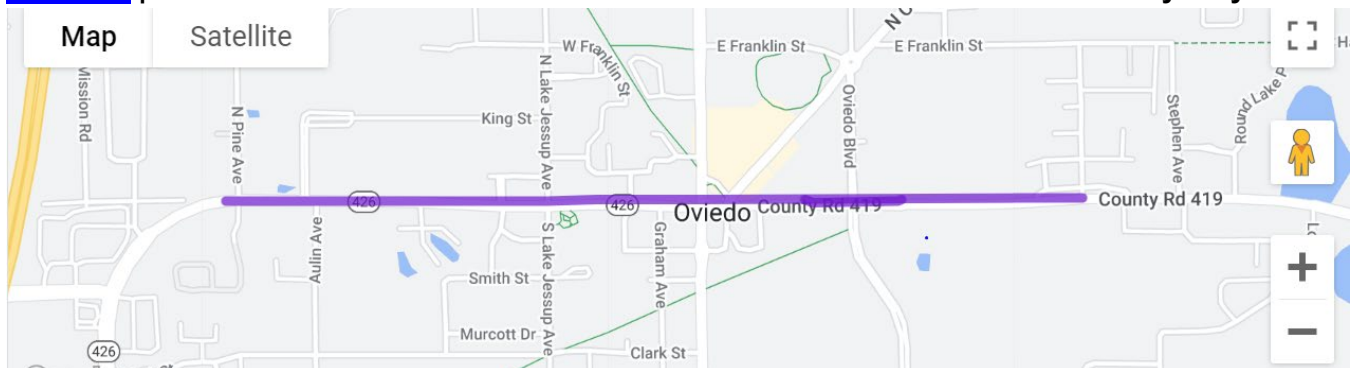 Map
Satellite
W Franklin St
E Franklin St
E Franklin St
N Lake Jessup Ave
Mission Rd
N Pine Ave
King St
Oviedo Blvd
Stephen Ave
Round Lake
426
426
Oviedo
County Rd 419
County Rd 419
Aulin Ave
S Lake Jessup Ave
Graham Ave
Smith St
Murcott Dr
Clark St
426
+
−